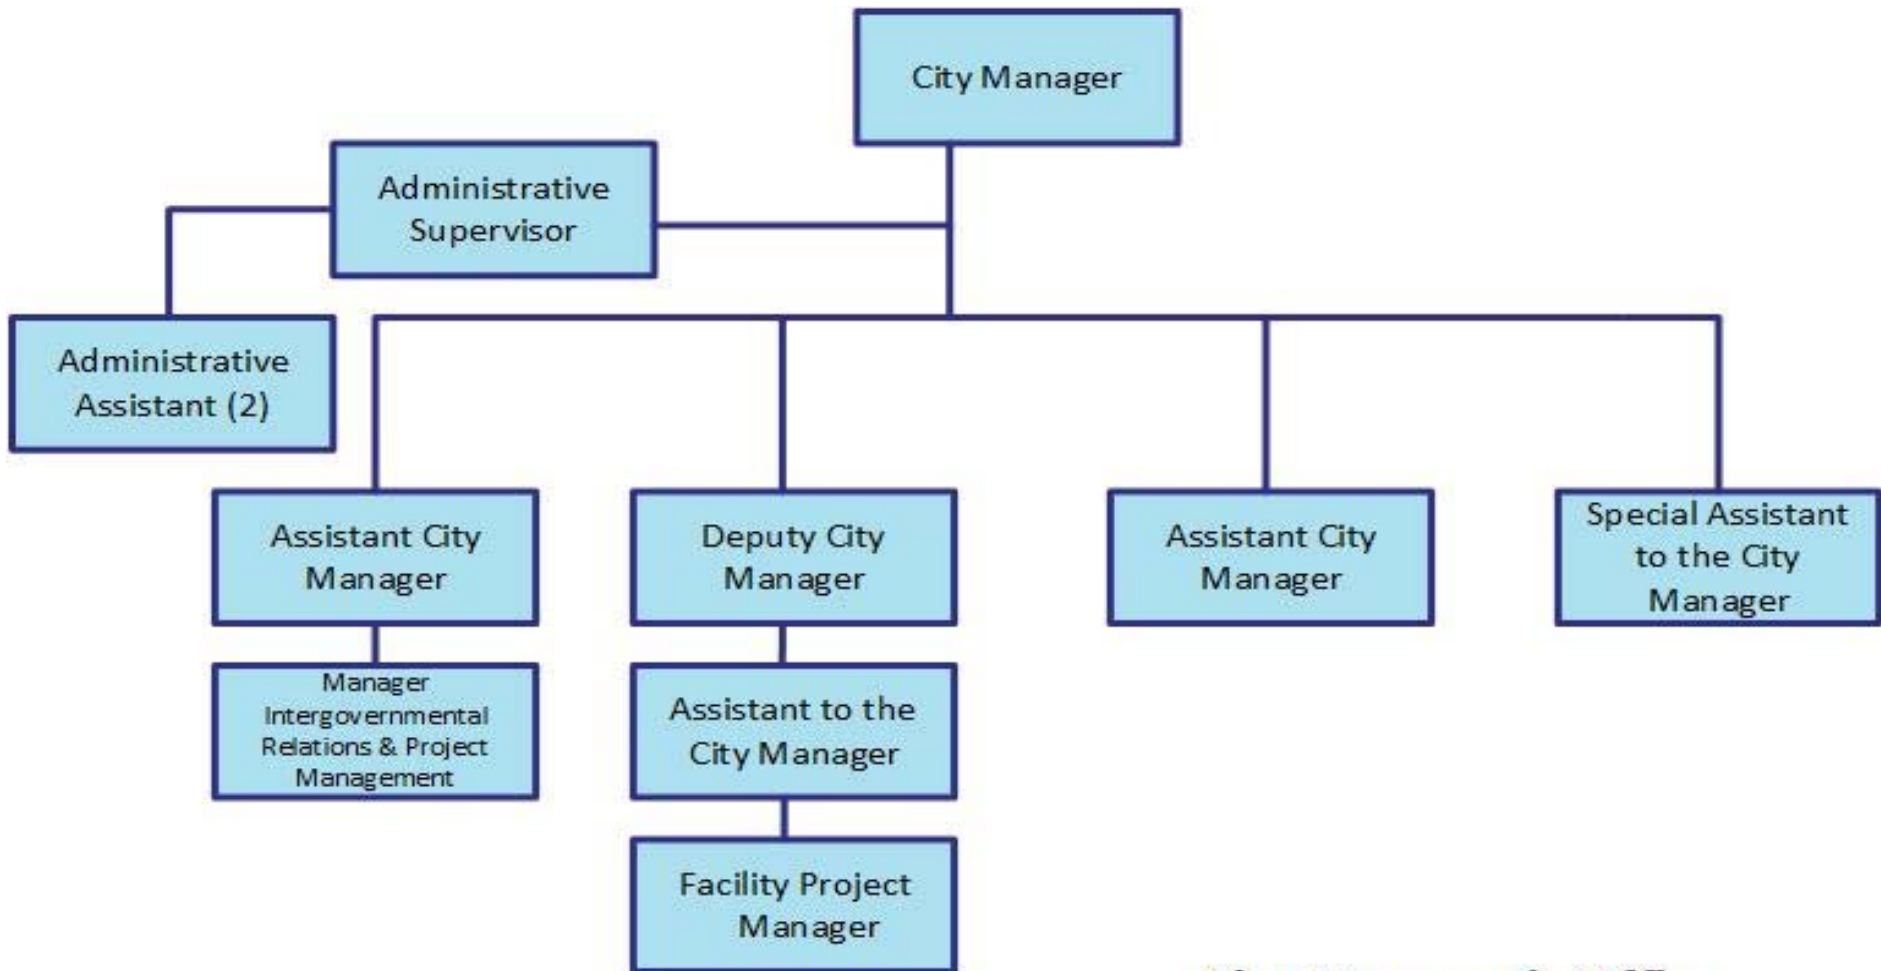 City Manager
Administrative
Supervisor
Administrative
Assistant (2)
Assistant City
Manager
Deputy City
Manager
Assistant City
Manager
Special Assistant
to the City
Manager
Manager
Intergovernmental
Relations & Project
Management
Assistant to the
City Manager
Facility Project
Manager